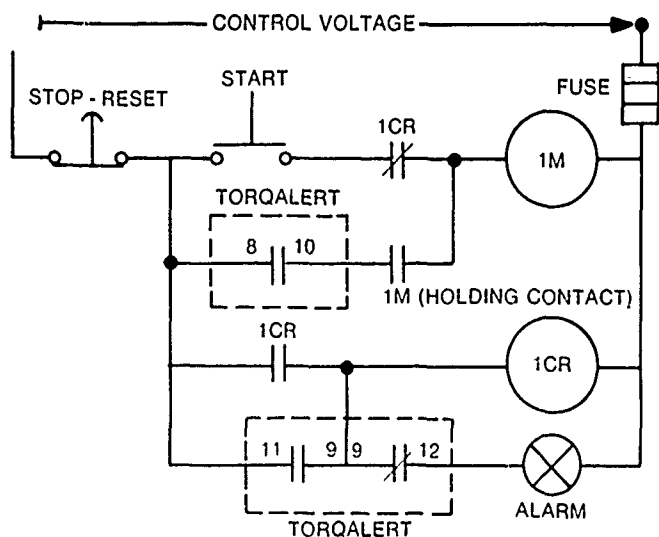 CONTROL VOLTAGE
FUSE
START
STOP - RESET
1CR
1M
TORQALERT
8 10
1M (HOLDING CONTACT)
1CR
1CR
11 9 9 12
ALARM
TORQALERT